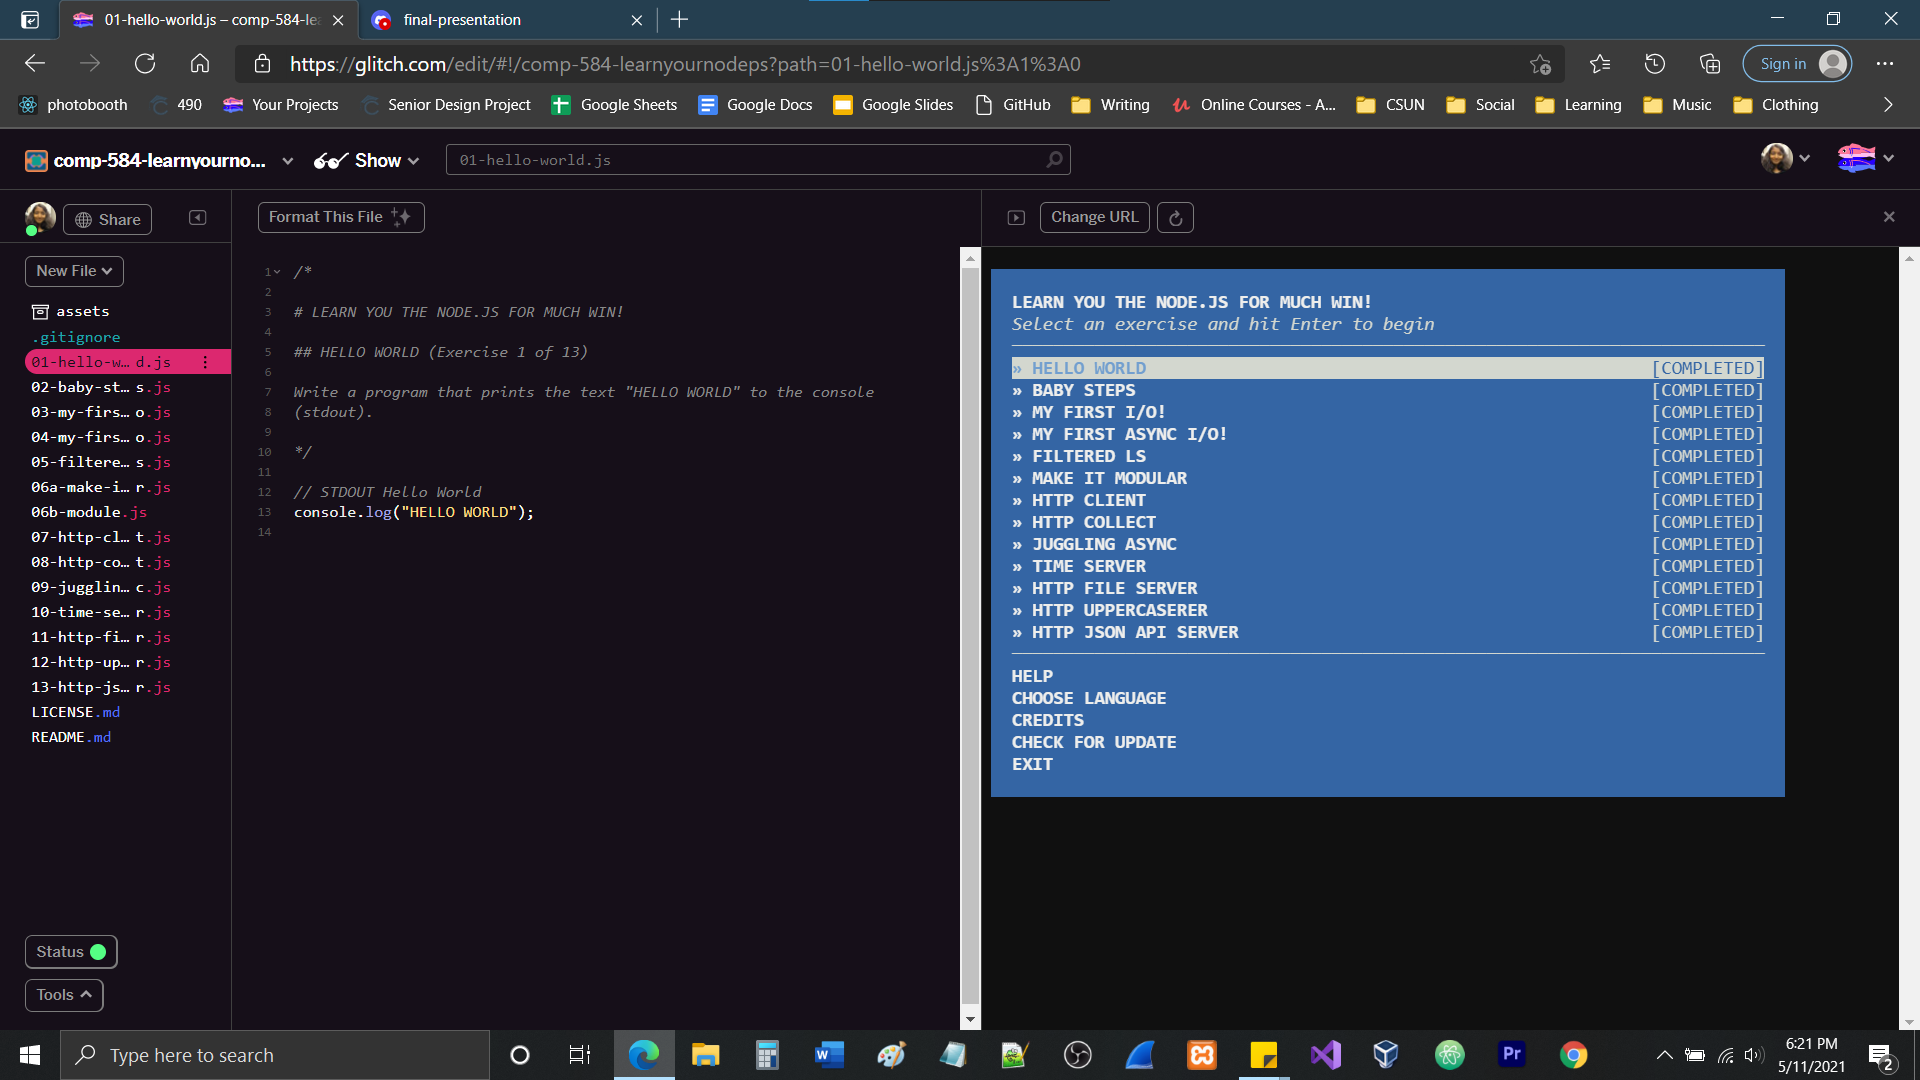 01-hello-world.js – comp-584-le
final-presentation
https://glitch.com/edit/#!/comp-584-learnyournodeps?path=01-hello-world.js%3A1%3A0
Sign in
photobooth
490
Your Projects
Senior Design Project
Google Sheets
Google Docs
Google Slides
GitHub
Writing
Online Courses - A...
CSUN
Social
Learning
Music
Clothing
comp-584-learnyourno...
Show
01-hello-world.js
Share
Format This File
Change URL
New File
assets
.gitignore
01-hello-w… d.js
02-baby-st… s.js
03-my-firs… o.js
04-my-firs… o.js
05-filtere… s.js
06a-make-i… r.js
06b-module.js
07-http-cl… t.js
08-http-co… t.js
09-jugglin… c.js
10-time-se… r.js
11-http-fi… r.js
12-http-up… r.js
13-http-js… r.js
LICENSE.md
README.md
Status
Tools
1 /*
2
3 # LEARN YOU THE NODE.JS FOR MUCH WIN!
4
5 ## HELLO WORLD (Exercise 1 of 13)
6
7 Write a program that prints the text "HELLO WORLD" to the console
8 (stdout).
9
10 */
11
12 // STDOUT Hello World
13 console.log("HELLO WORLD");
14
LEARN YOU THE NODE.JS FOR MUCH WIN!
Select an exercise and hit Enter to begin
» HELLO WORLD [COMPLETED]
» BABY STEPS [COMPLETED]
» MY FIRST I/O! [COMPLETED]
» MY FIRST ASYNC I/O! [COMPLETED]
» FILTERED LS [COMPLETED]
» MAKE IT MODULAR [COMPLETED]
» HTTP CLIENT [COMPLETED]
» HTTP COLLECT [COMPLETED]
» JUGGLING ASYNC [COMPLETED]
» TIME SERVER [COMPLETED]
» HTTP FILE SERVER [COMPLETED]
» HTTP UPPERCASERER [COMPLETED]
» HTTP JSON API SERVER [COMPLETED]
HELP
CHOOSE LANGUAGE
CREDITS
CHECK FOR UPDATE
EXIT
Type here to search
Pr
6:21 PM
5/11/2021
2